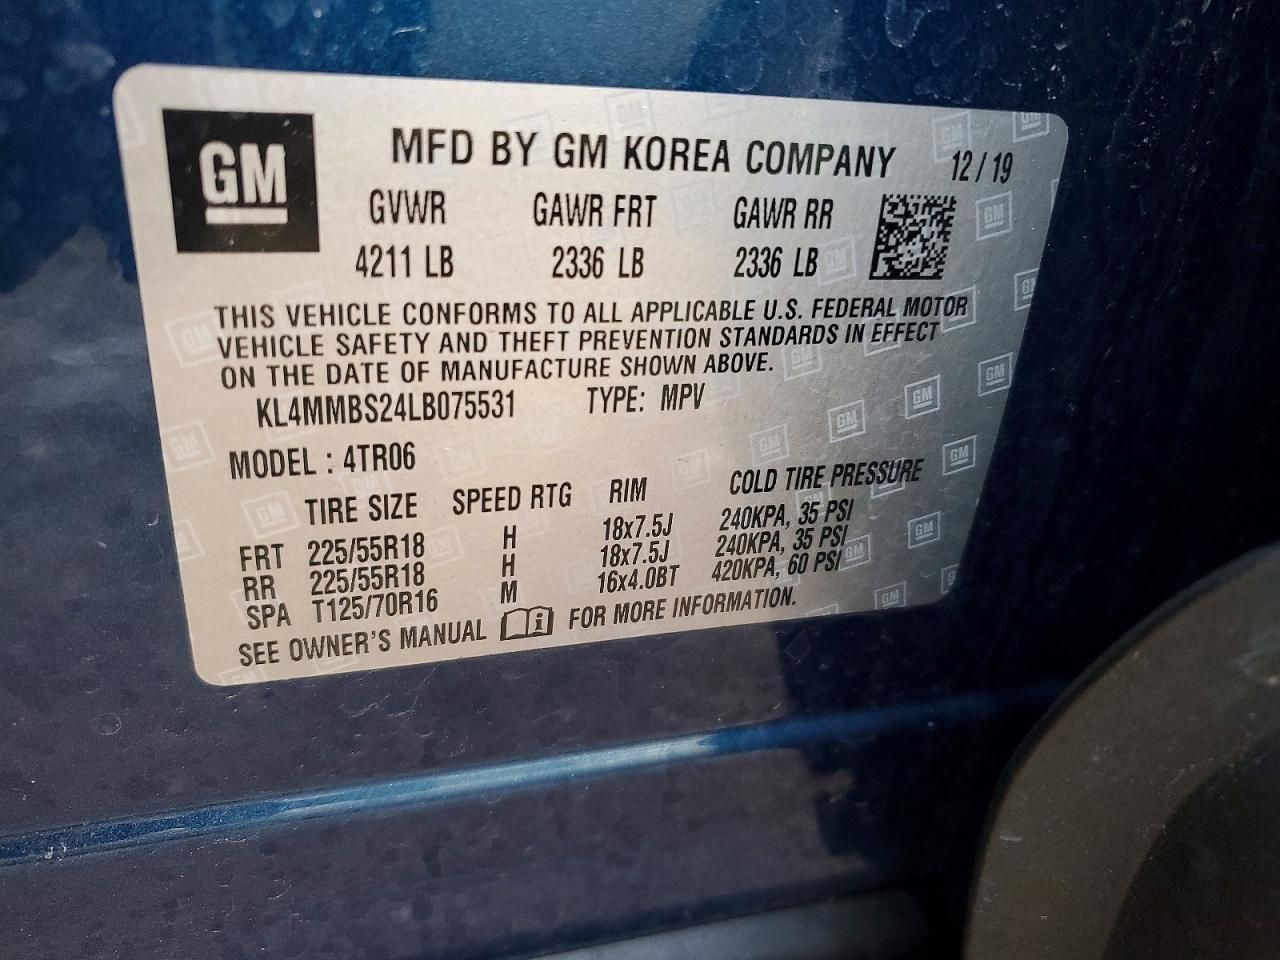 GM
MFD BY GM KOREA COMPANY 12/19
GVWR GAWR FRT GAWR RR
4211 LB 2336 LB 2336 LB
THIS VEHICLE CONFORMS TO ALL APPLICABLE U.S. FEDERAL MOTOR
VEHICLE SAFETY AND THEFT PREVENTION STANDARDS IN EFFECT
ON THE DATE OF MANUFACTURE SHOWN ABOVE.
KL4MMBS24LB075531 TYPE: MPV
MODEL : 4TR06
TIRE SIZE SPEED RTG RIM COLD TIRE PRESSURE
FRT 225/55R18 H 18x7.5J 240KPA, 35 PSI
RR 225/55R18 H 18x7.5J 240KPA, 35 PSI
SPA T125/70R16 M 16x4.0BT 420KPA, 60 PSI
SEE OWNER'S MANUAL i FOR MORE INFORMATION.